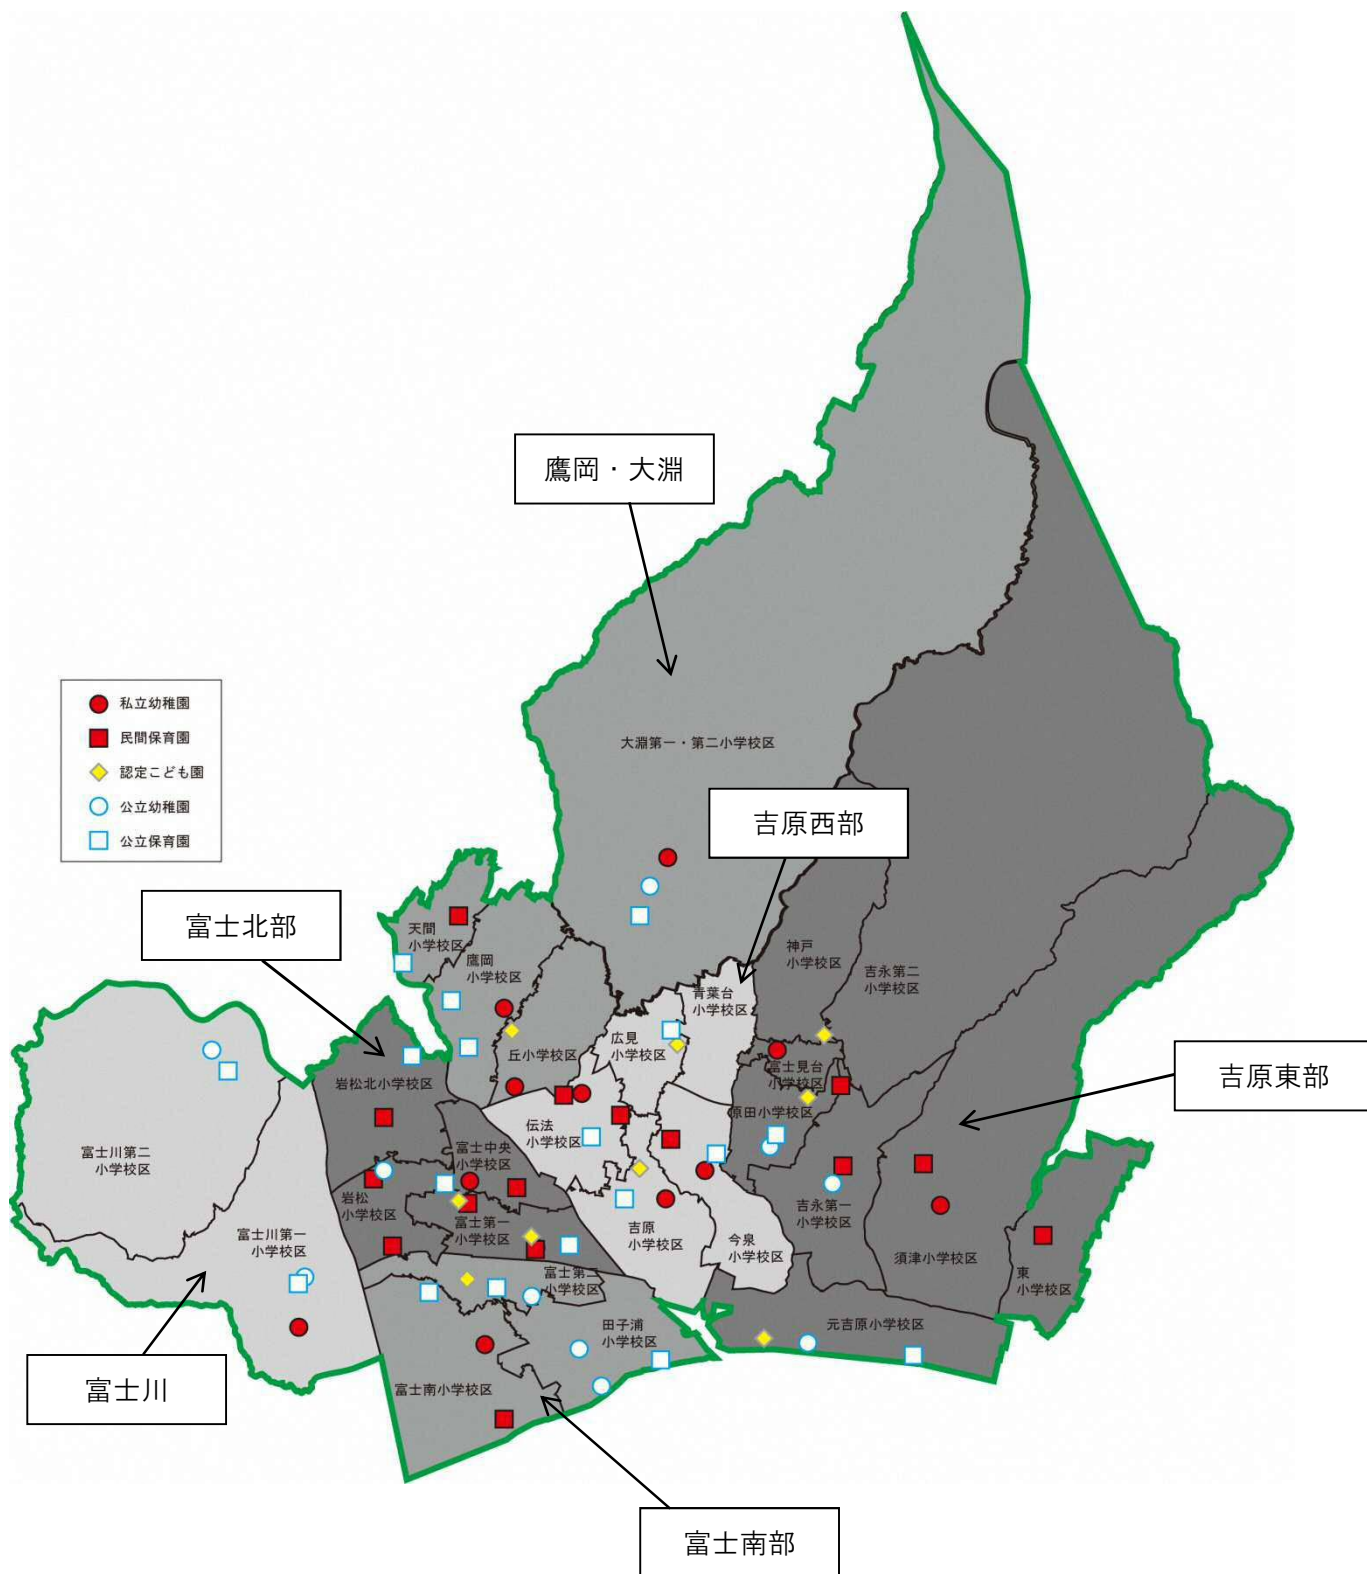 鷹岡・大淵
私立幼稚園
民間保育園
認定こども園
公立幼稚園
公立保育園
大淵第一・第二小学校区
吉原西部
富士北部
天間
小学校区
鷹岡
小学校区
神戸
小学校区
吉永第二
小学校区
青葉台
小学校区
広見
小学校区
丘小学校区
富士見台
小学校区
吉原東部
岩松北小学校区
原田小学校区
伝法
小学校区
富士中央
小学校区
富士川第二
小学校区
岩松
小学校区
吉永第一
小学校区
富士第一
小学校区
吉原
小学校区
富士川第一
小学校区
今泉
小学校区
須津小学校区
東
小学校区
富士第二
小学校区
田子浦
小学校区
元吉原小学校区
富士川
富士南小学校区
富士南部